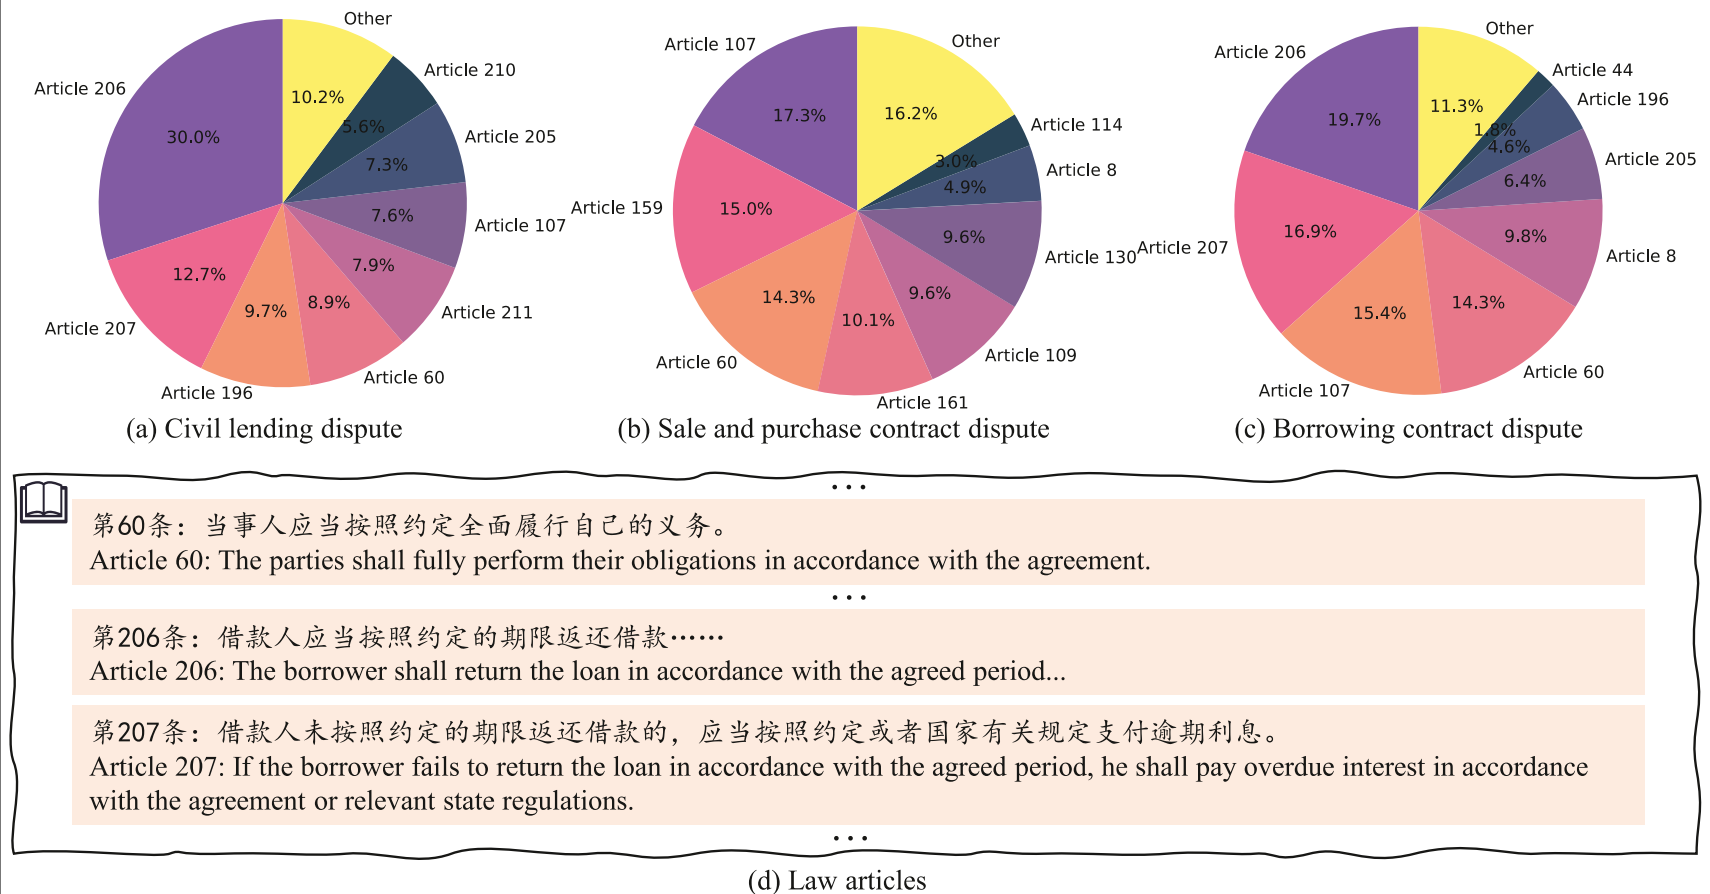 Other
Article 210
5.6%
10.2%
Article 205
7.3%
Article 107
7.6%
Article 211
7.9%
Article 60
8.9%
Article 196
9.7%
Article 207
12.7%
Article 206
30.0%
(a) Civil lending dispute
Other
16.2%
Article 114
3.0%
Article 8
4.9%
Article 130
9.6%
Article 109
9.6%
Article 161
10.1%
Article 60
14.3%
Article 159
15.0%
Article 107
17.3%
(b) Sale and purchase contract dispute
Other
11.3%
Article 44
1.8%
Article 196
4.6%
Article 205
6.4%
Article 8
9.8%
Article 60
14.3%
Article 107
15.4%
Article 207
16.9%
Article 206
19.7%
(c) Borrowing contract dispute
...
第60条：当事人应当按照约定全面履行自己的义务。
Article 60: The parties shall fully perform their obligations in accordance with the agreement.
...
第206条：借款人应当按照约定的期限返还借款……
Article 206: The borrower shall return the loan in accordance with the agreed period...
第207条：借款人未按照约定的期限返还借款的，应当按照约定或者国家有关规定支付逾期利息。
Article 207: If the borrower fails to return the loan in accordance with the agreed period, he shall pay overdue interest in accordance
with the agreement or relevant state regulations.
...
(d) Law articles